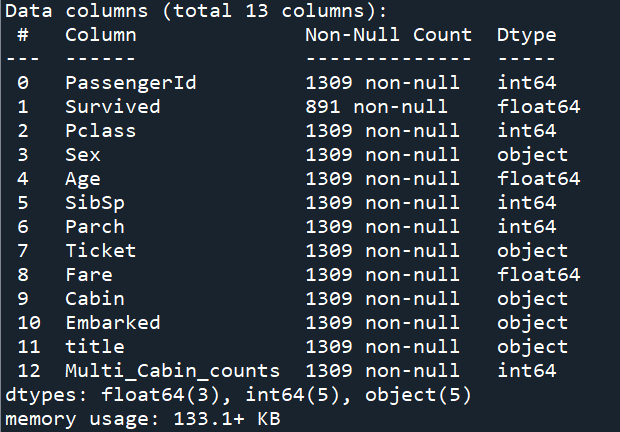 Data columns (total 13 columns):
 #   Column              Non-Null Count  Dtype
---  ------              --------------  -----
 0   PassengerId         1309 non-null   int64
 1   Survived            891 non-null    float64
 2   Pclass              1309 non-null   int64
 3   Sex                 1309 non-null   object
 4   Age                 1309 non-null   float64
 5   SibSp               1309 non-null   int64
 6   Parch               1309 non-null   int64
 7   Ticket              1309 non-null   object
 8   Fare                1309 non-null   float64
 9   Cabin               1309 non-null   object
 10  Embarked            1309 non-null   object
 11  title               1309 non-null   object
 12  Multi_Cabin_counts  1309 non-null   int64
dtypes: float64(3), int64(5), object(5)
memory usage: 133.1+ KB